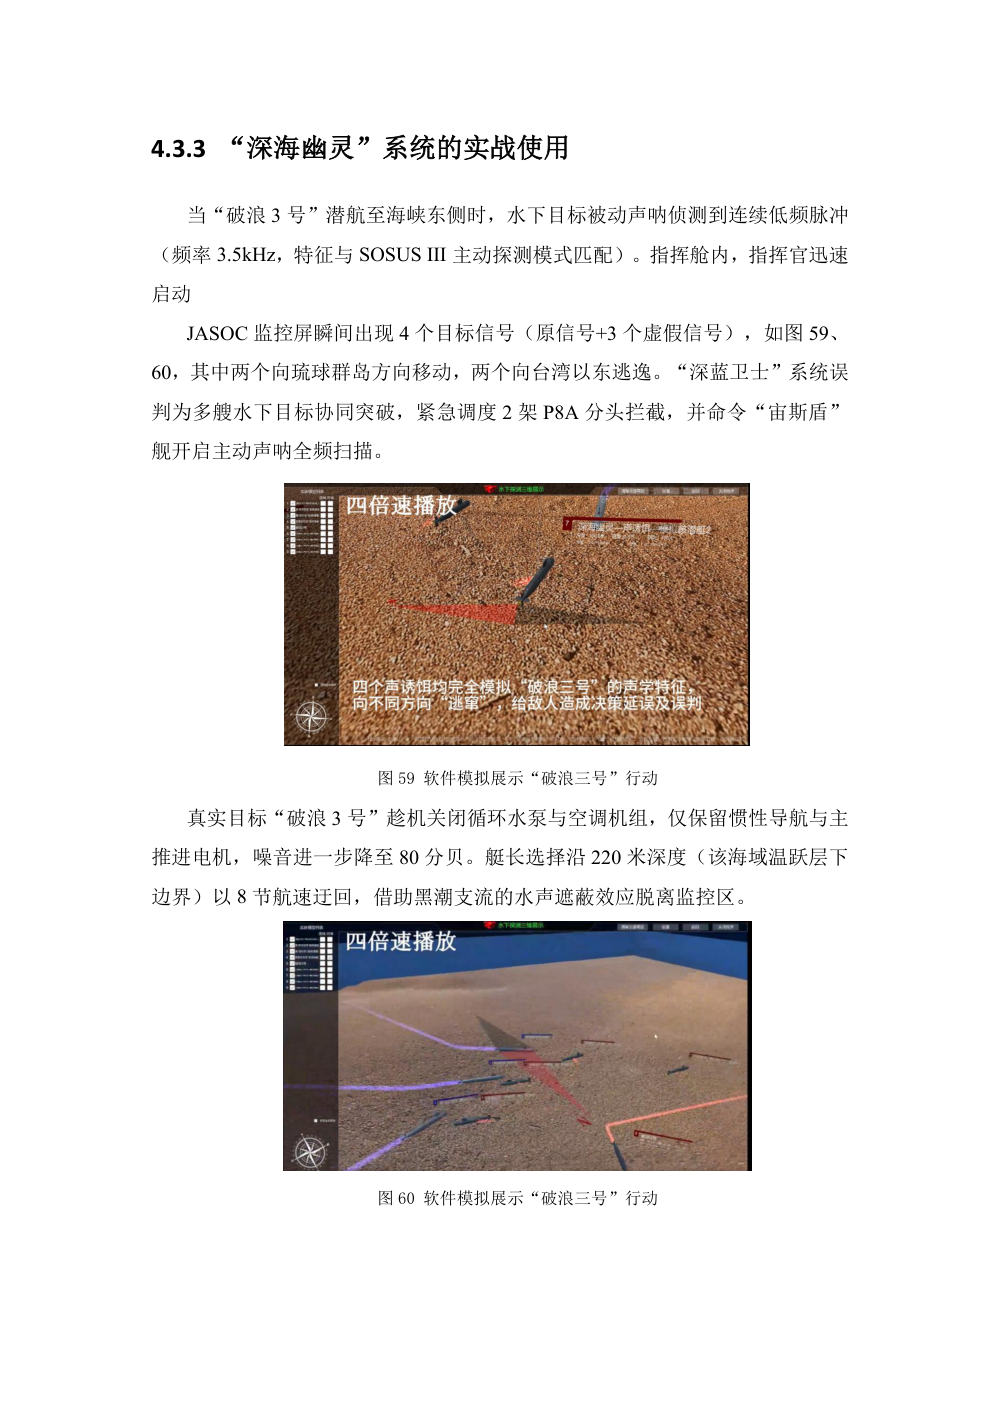 4.3.3 “深海幽灵”系统的实战使用
当“破浪 3 号”潜航至海峡东侧时，水下目标被动声呐侦测到连续低频脉冲
（频率 3.5kHz，特征与 SOSUS III 主动探测模式匹配）。指挥舱内，指挥官迅速
启动
JASOC 监控屏瞬间出现 4 个目标信号（原信号+3 个虚假信号），如图 59、
60，其中两个向琉球群岛方向移动，两个向台湾以东逃逸。“深蓝卫士”系统误
判为多艘水下目标协同突破，紧急调度 2 架 P8A 分头拦截，并命令“宙斯盾”
舰开启主动声呐全频扫描。
水下探测三维展示
四倍速播放
四个声诱饵均完全模拟“破浪三号”的声学特征，
向不同方向“逃窜”，给敌人造成决策延误及误判
图 59 软件模拟展示“破浪三号”行动
真实目标“破浪 3 号”趁机关闭循环水泵与空调机组，仅保留惯性导航与主
推进电机，噪音进一步降至 80 分贝。艇长选择沿 220 米深度（该海域温跃层下
边界）以 8 节航速迂回，借助黑潮支流的水声遮蔽效应脱离监控区。
水下探测三维展示
四倍速播放
图 60 软件模拟展示“破浪三号”行动